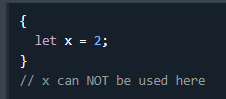 {
  let x = 2;
}
// x can NOT be used here